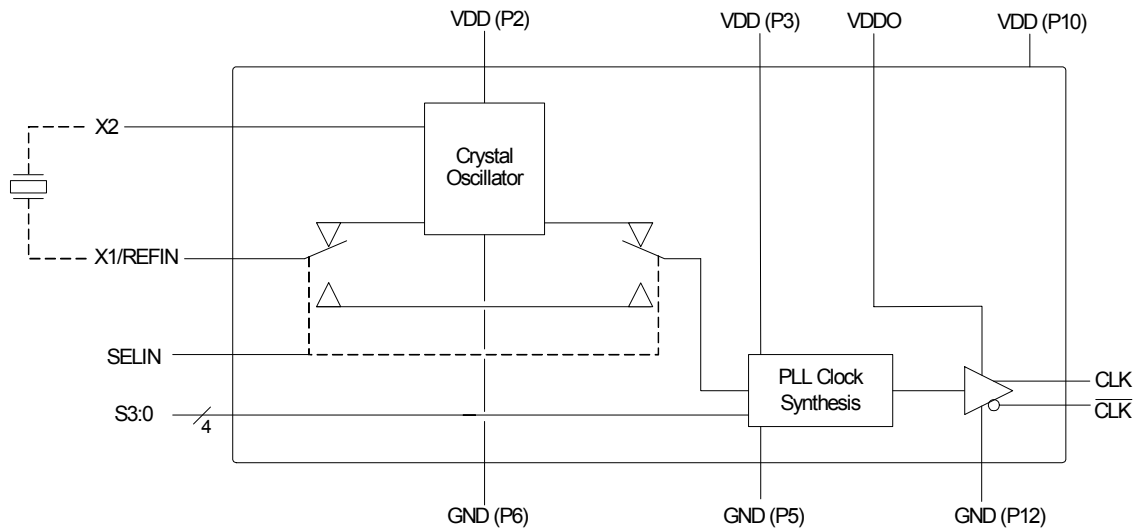 VDD (P2)
VDD (P3)
VDDO
VDD (P10)
X2
Crystal
Oscillator
X1/REFIN
SELIN
PLL Clock
Synthesis
CLK
CLK
S3:0
4
GND (P6)
GND (P5)
GND (P12)